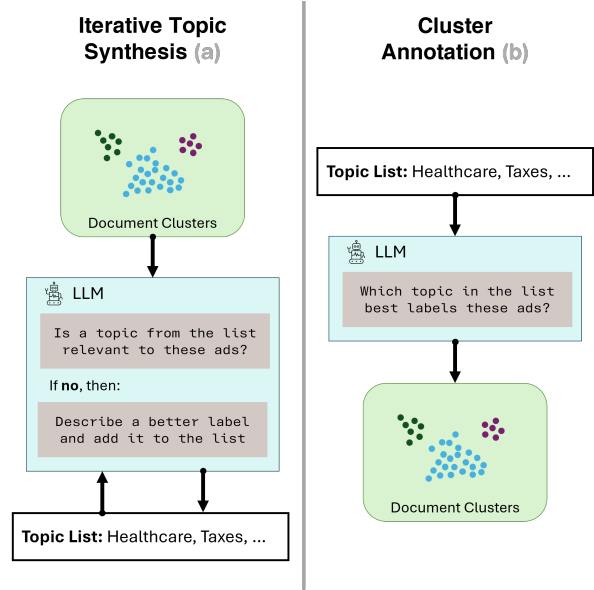 Iterative Topic
Synthesis (a)
Document Clusters
LLM
Is a topic from the list
relevant to these ads?
If no, then:
Describe a better label
and add it to the list
Topic List: Healthcare, Taxes, ...
Cluster
Annotation (b)
Topic List: Healthcare, Taxes, ...
LLM
Which topic in the list
best labels these ads?
Document Clusters